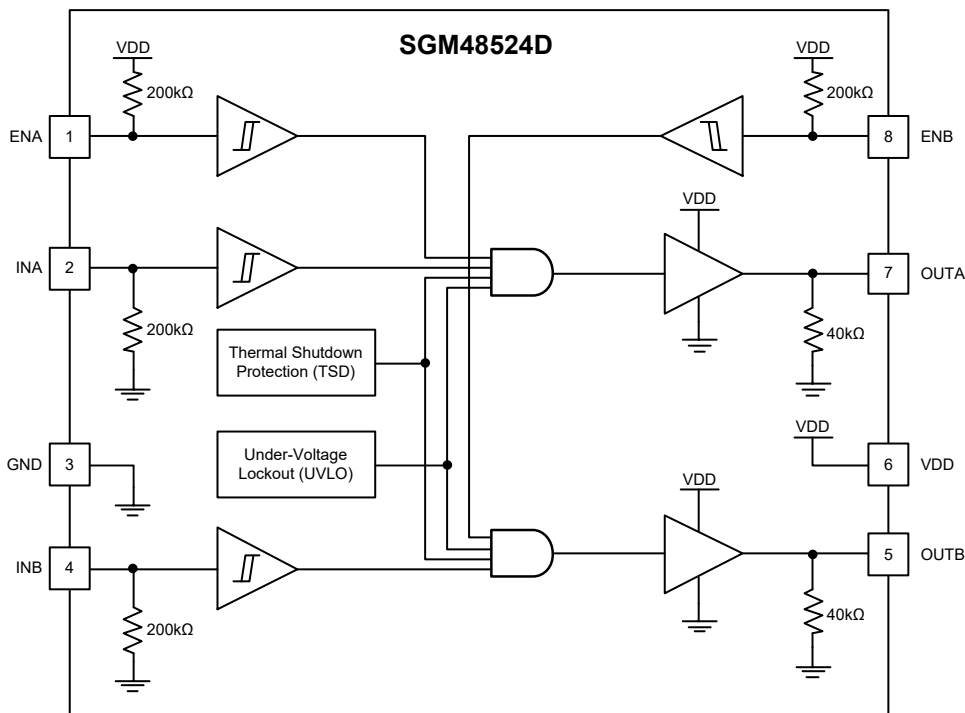 SGM48524D
VDD
200kΩ
VDD
200kΩ
ENA
1
8
ENB
VDD
INA
2
7
OUTA
200kΩ
40kΩ
Thermal Shutdown
Protection (TSD)
VDD
GND
3
6
VDD
Under-Voltage
Lockout (UVLO)
VDD
INB
4
5
OUTB
200kΩ
40kΩ